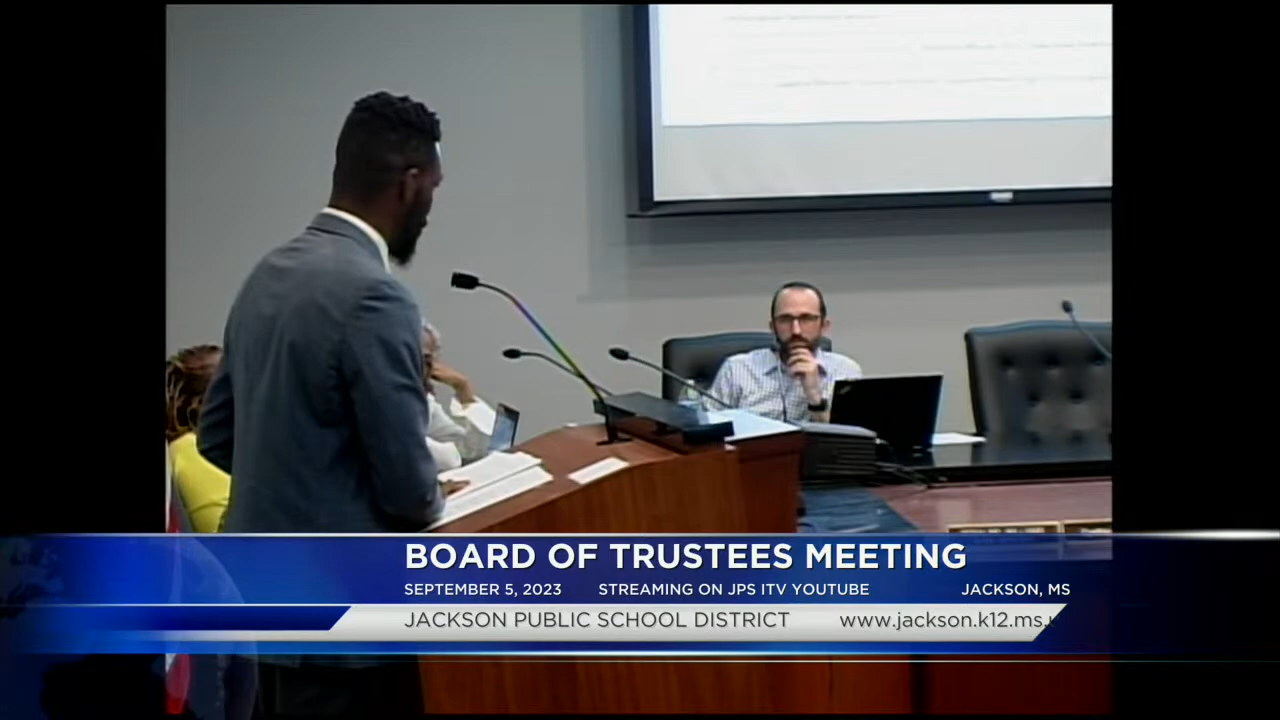 BOARD OF TRUSTEES MEETING
SEPTEMBER 5, 2023 STREAMING ON JPS ITV YOUTUBE JACKSON, MS
JACKSON PUBLIC SCHOOL DISTRICT www.jackson.k12.ms.